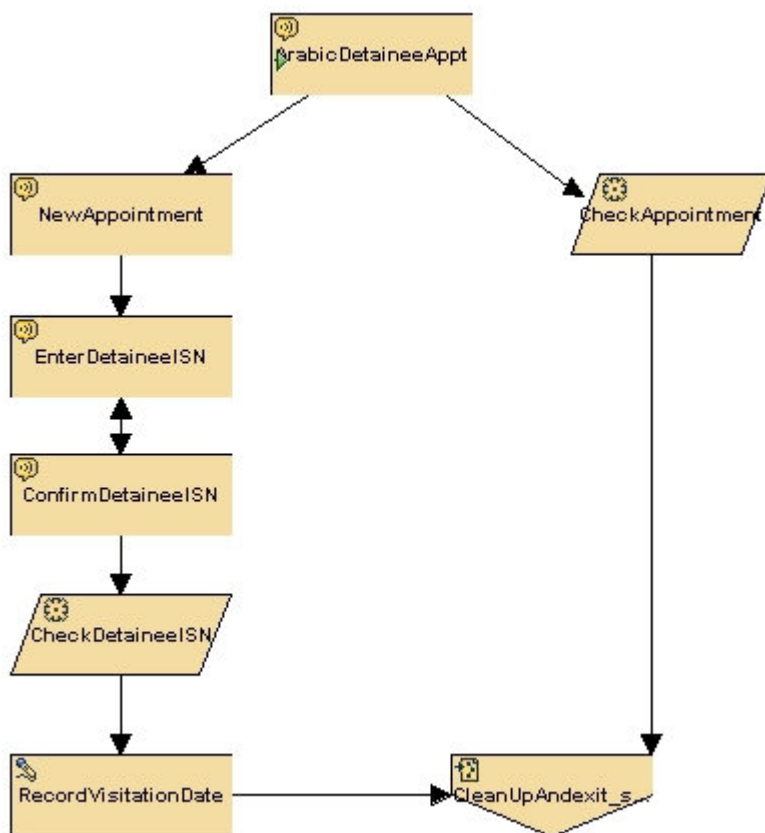 ArabicDetaineeAppt
NewAppointment
CheckAppointment
EnterDetaineeISN
ConfirmDetaineeISN
CheckDetaineeISN
RecordVisitationDate
CleanUpAndexit_s...